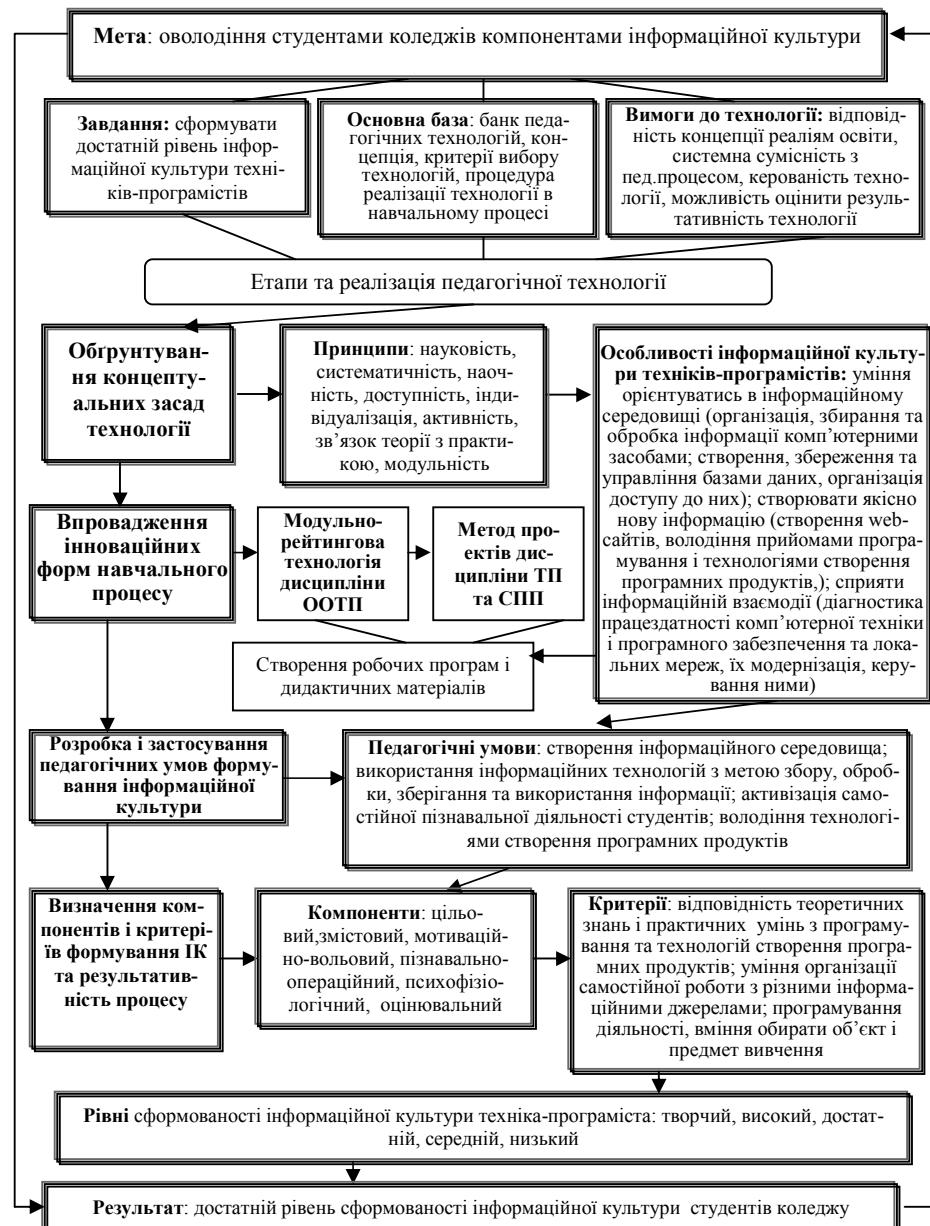 Мета: оволодіння студентами коледжів компонентами інформаційної культури
Завдання: сформувати
достатній рівень інфор-
маційної культури техні-
ків-програмістів
Основна база: банк педа-
гогічних технологій, кон-
цепція, критерії вибору
технологій, процедура
реалізації технології в
навчальному процесі
Вимоги до технології: відповід-
ність концепції реаліям освіти,
системна сумісність з
пед.процесом, керованість техно-
логії, можливість оцінити резуль-
тативність технології
Етапи та реалізація педагогічної технології
Обґрунтуван-
ня концепту-
альних засад
технології
Принципи: науковість,
систематичність, наоч-
ність, доступність, інди-
відуалізація, активність,
зв’язок теорії з практи-
кою, модульність
Особливості інформаційної культу-
ри техніків-програмістів: уміння
орієнтуватись в інформаційному
середовищі (організація, збирання та
обробка інформації комп’ютерними
засобами; створення, збереження та
управління базами даних, організація
доступу до них); створювати якісно
нову інформацію (створення web-
сайтів, володіння прийомами програ-
мування і технологіями створення
програмних продуктів,); сприяти
інформаційній взаємодії (діагностика
працездатності комп’ютерної техніки
і програмного забезпечення та лока-
льних мереж, їх модернізація, керу-
вання ними)
Впровадження
інноваційних
форм навчального
процесу
Модульно-
рейтингова
технологія
дисципліни
ООТП
Метод про-
ектів дис-
ципліни ТП
та СПП
Створення робочих програм і
дидактичних матеріалів
Розробка і застосування
педагогічних умов форму-
вання інформаційної
культури
Педагогічні умови: створення інформаційного середовища;
використання інформаційних технологій з метою збору, оброб-
ки, зберігання та використання інформації; активізація само-
стійної пізнавальної діяльності студентів; володіння технологі-
ями створення програмних продуктів
Визначення ком-
понентів і критері-
їв формування ІК
та результатив-
ність процесу
Компоненти: цільо-
вий,змістовий, мотивацій-
но-вольовий, пізнавально-
операційний, психофізіо-
логічний, оцінювальний
Критерії: відповідність теоретичних
знань і практичних умінь з програму-
вання та технологій створення програ-
мних продуктів; уміння організації
самостійної роботи з різними інформа-
ційними джерелами; програмування
діяльності, вміння обирати об’єкт і
предмет вивчення
Рівні сформованості інформаційної культури техніка-програміста: творчий, високий, достат-
ній, середній, низький
Результат: достатній рівень сформованості інформаційної культури студентів коледжу